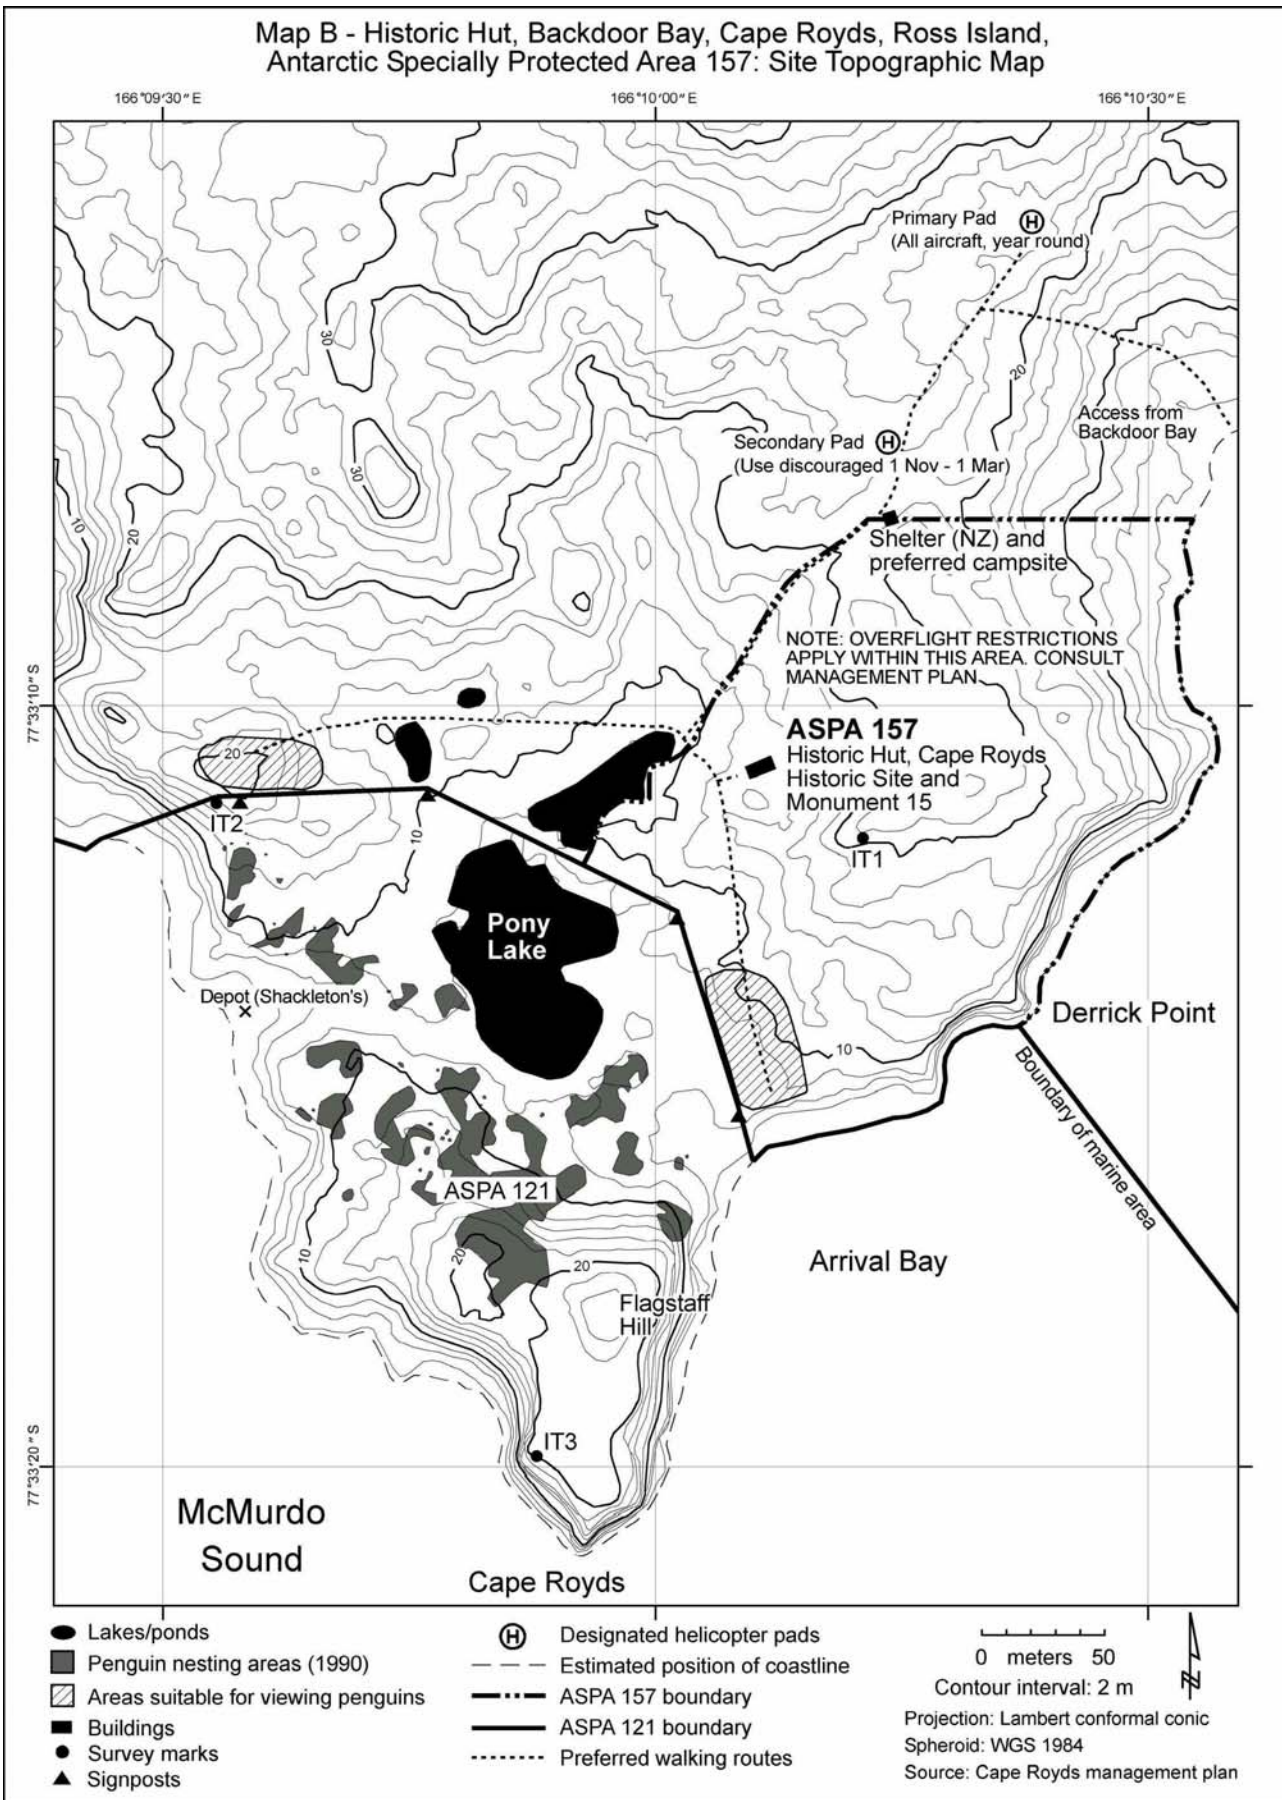 Map B - Historic Hut, Backdoor Bay, Cape Royds, Ross Island,
Antarctic Specially Protected Area 157: Site Topographic Map
166°09'30" E
166°10'00" E
166°10'30" E
Primary Pad
(All aircraft, year round)
30
20
Access from
Backdoor Bay
Secondary Pad
(Use discouraged 1 Nov - 1 Mar)
30
10
20
Shelter (NZ) and
preferred campsite
NOTE: OVERFLIGHT RESTRICTIONS
APPLY WITHIN THIS AREA. CONSULT
MANAGEMENT PLAN
77°33'10" S
ASPA 157
Historic Hut, Cape Royds
Historic Site and
Monument 15
20
IT2
10
IT1
Pony
Lake
Depot (Shackleton's)
Derrick Point
10
Boundary of marine area
ASPA 121
10
20
20
Arrival Bay
Flagstaff
Hill
IT3
77°33'20" S
McMurdo
Sound
Cape Royds
Lakes/ponds
Penguin nesting areas (1990)
Areas suitable for viewing penguins
Buildings
Survey marks
Signposts
H Designated helicopter pads
Estimated position of coastline
ASPA 157 boundary
ASPA 121 boundary
Preferred walking routes
0 meters 50
N
Contour interval: 2 m
Projection: Lambert conformal conic
Spheroid: WGS 1984
Source: Cape Royds management plan